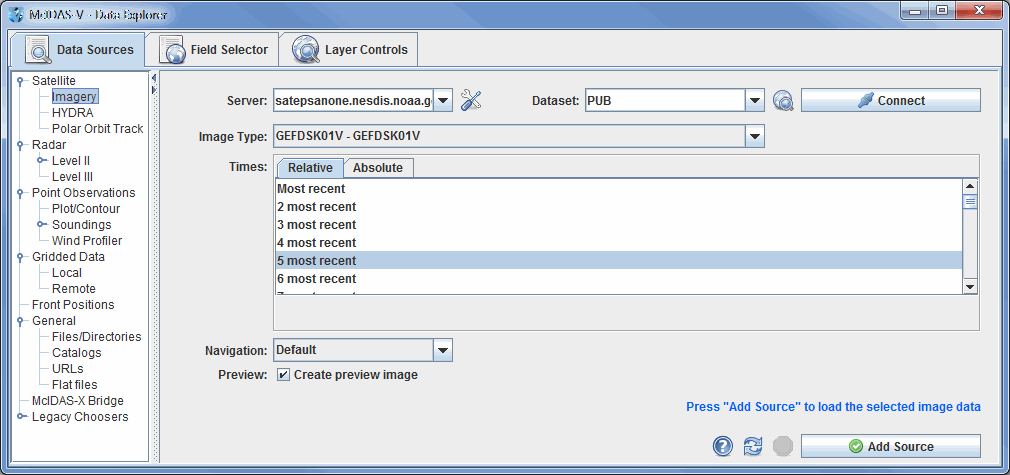 McIDAS-V - Data Explorer
Data Sources
Field Selector
Layer Controls
Satellite
Imagery
HYDRA
Polar Orbit Track
Radar
Level II
Level III
Point Observations
Plot/Contour
Soundings
Wind Profiler
Gridded Data
Local
Remote
Front Positions
General
Files/Directories
Catalogs
URLs
Flat files
McIDAS-X Bridge
Legacy Choosers
Server: satepsanone.nesdis.noaa.g Dataset: PUB Connect
Image Type: GEFDSK01V - GEFDSK01V
Times: Relative Absolute
Most recent
2 most recent
3 most recent
4 most recent
5 most recent
6 most recent
Navigation: Default
Preview: Create preview image
Press "Add Source" to load the selected image data
Add Source